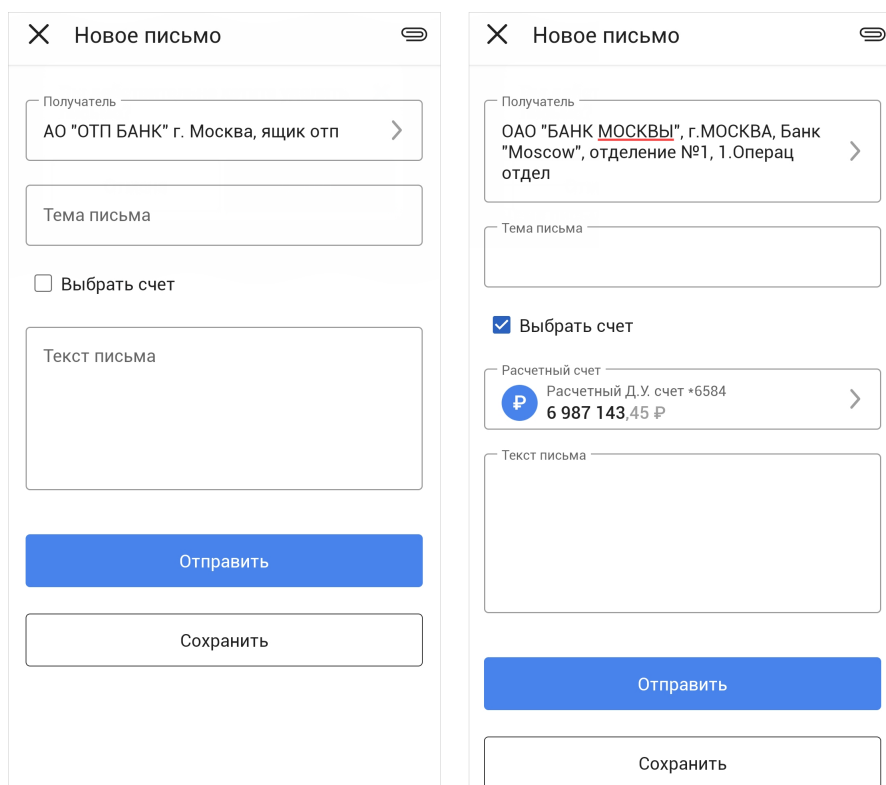 Новое письмо
Получатель
АО "ОТП БАНК" г. Москва, ящик отп
Тема письма
Выбрать счет
Текст письма
Отправить
Сохранить
Новое письмо
Получатель
ОАО "БАНК МОСКВЫ", г.МОСКВА, Банк
"Moscow", отделение №1, 1.Операц
отдел
Тема письма
Выбрать счет
Расчетный счет
Расчетный Д.У. счет *6584
6 987 143,45 ₽
Текст письма
Отправить
Сохранить